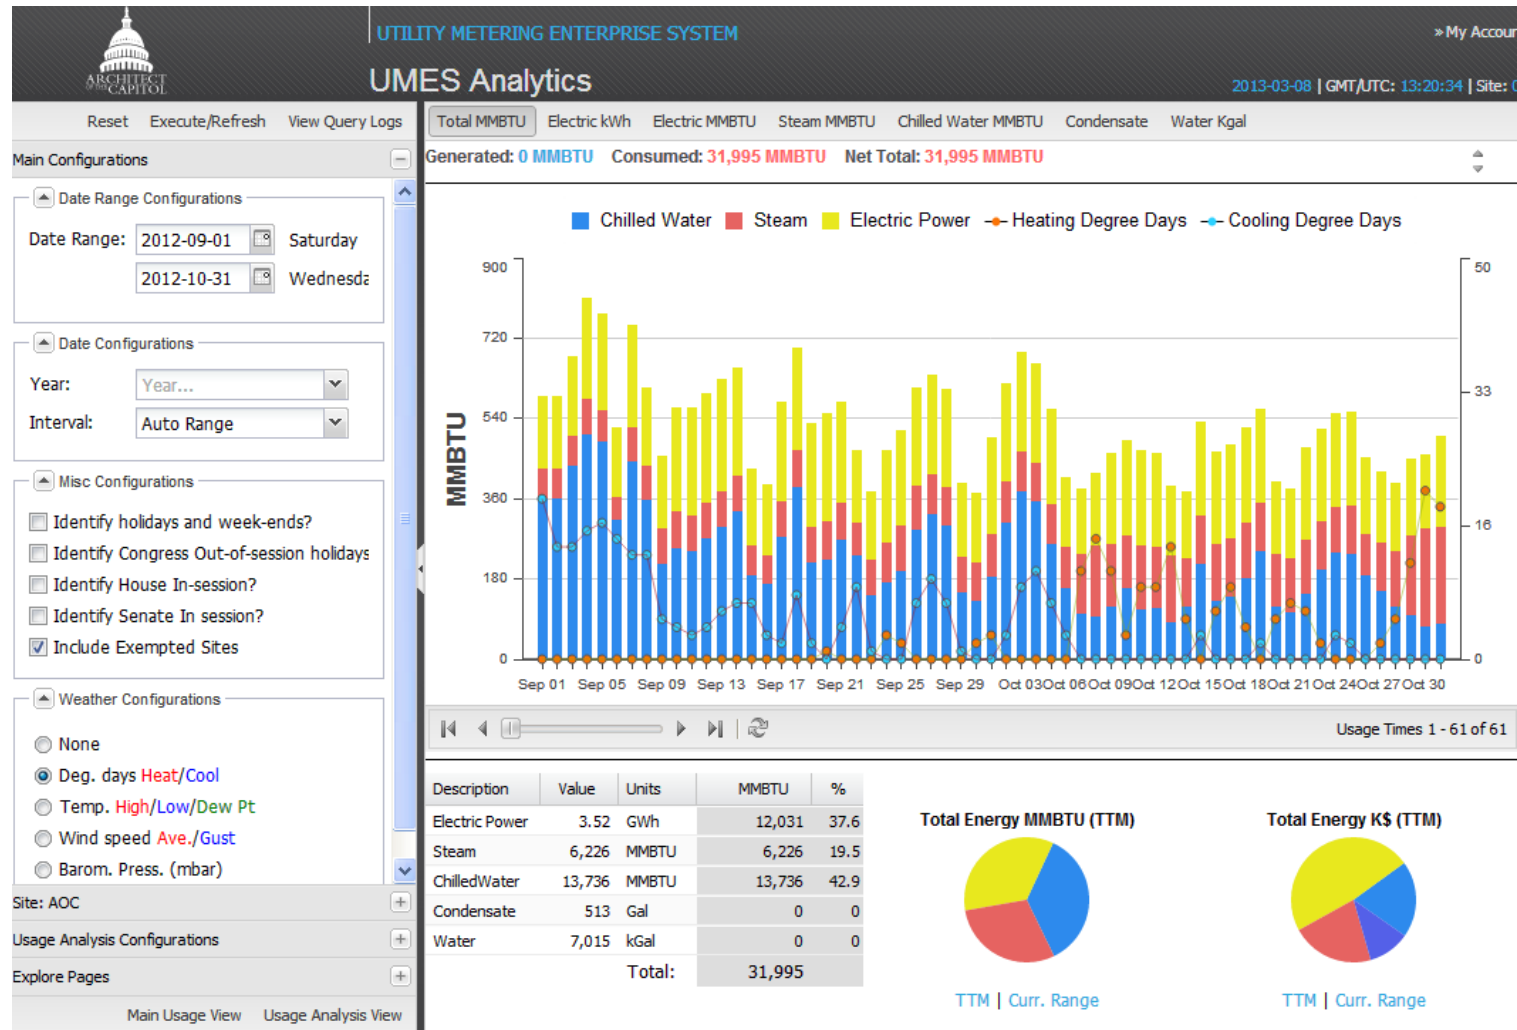 UTILITY METERING ENTERPRISE SYSTEM
» My Accour
ARCHITECT
OF THE CAPITOL
UMES Analytics
2013-03-08 | GMT/UTC: 13:20:34 | Site:
Reset Execute/Refresh View Query Logs
Total MMBTU Electric kWh Electric MMBTU Steam MMBTU Chilled Water MMBTU Condensate Water Kgal
Main Configurations
Generated: 0 MMBTU Consumed: 31,995 MMBTU Net Total: 31,995 MMBTU
Date Range Configurations
Date Range: 2012-09-01 Saturday
2012-10-31 Wednesda
Date Configurations
Year: Year...
Interval: Auto Range
Misc Configurations
Identify holidays and week-ends?
Identify Congress Out-of-session holidays
Identify House In-session?
Identify Senate In session?
Include Exempted Sites
Weather Configurations
None
Deg. days Heat/Cool
Temp. High/Low/Dew Pt
Wind speed Ave./Gust
Barom. Press. (mbar)
Site: AOC
Usage Analysis Configurations
Explore Pages
Main Usage View Usage Analysis View
Chilled Water Steam Electric Power Heating Degree Days Cooling Degree Days
900 50
720
33
540
MMBTU
360
16
180
0 0
Sep 01 Sep 05 Sep 09 Sep 13 Sep 17 Sep 21 Sep 25 Sep 29 Oct 03 Oct 06 Oct 09 Oct 12 Oct 15 Oct 18 Oct 21 Oct 24 Oct 27 Oct 30
Usage Times 1 - 61 of 61
Description Value Units MMBTU %
Electric Power 3.52 GWh 12,031 37.6
Steam 6,226 MMBTU 6,226 19.5
ChilledWater 13,736 MMBTU 13,736 42.9
Condensate 513 Gal 0 0
Water 7,015 kGal 0 0
Total: 31,995
Total Energy MMBTU (TTM)
TTM | Curr. Range
Total Energy K$ (TTM)
TTM | Curr. Range